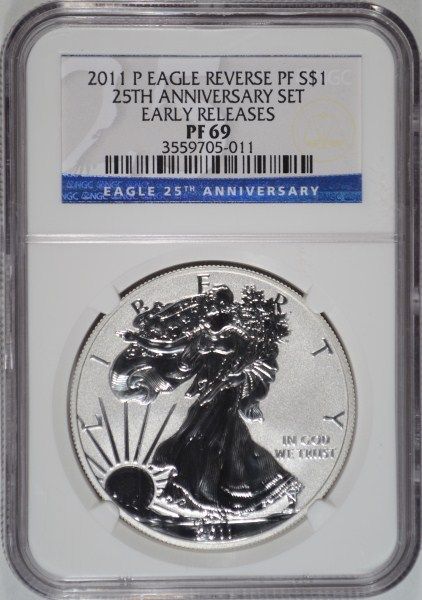 2011 P EAGLE REVERSE PF S$1
25TH ANNIVERSARY SET
EARLY RELEASES
PF 69
3559705-011
EAGLE 25TH ANNIVERSARY
LIBERTY
IN GOD
WE TRUST
2011